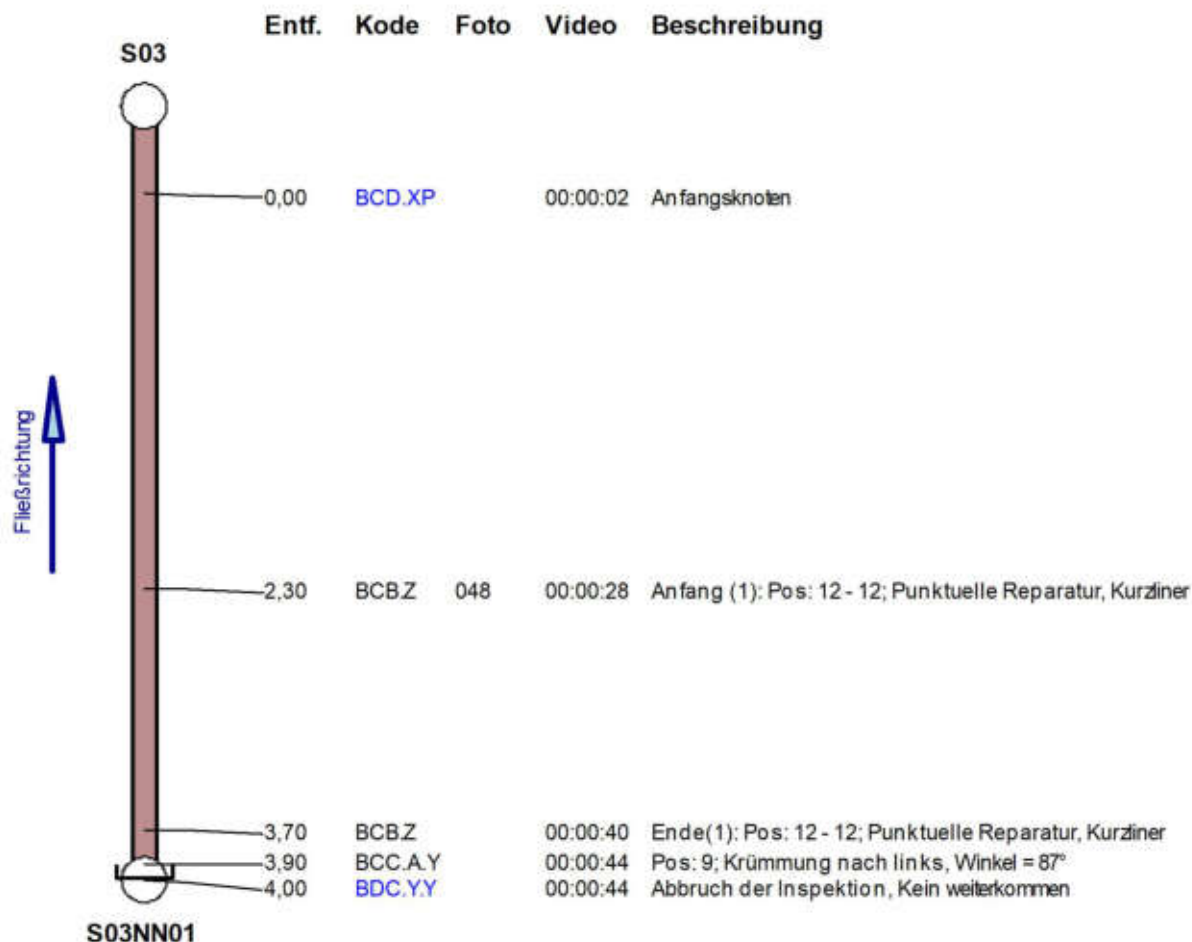 Entf. Kode Foto Video Beschreibung
S03
0,00 BCD.XP 00:00:02 Anfangsknoten
Fließrichtung
2,30 BCB.Z 048 00:00:28 Anfang (1): Pos: 12 - 12; Punktuelle Reparatur, Kurzliner
3,70 BCB.Z 00:00:40 Ende(1): Pos: 12 - 12; Punktuelle Reparatur, Kurzliner
3,90 BCC.A.Y 00:00:44 Pos: 9; Krümmung nach links, Winkel = 87°
4,00 BDC.Y.Y 00:00:44 Abbruch der Inspektion, Kein weiterkommen
S03NN01